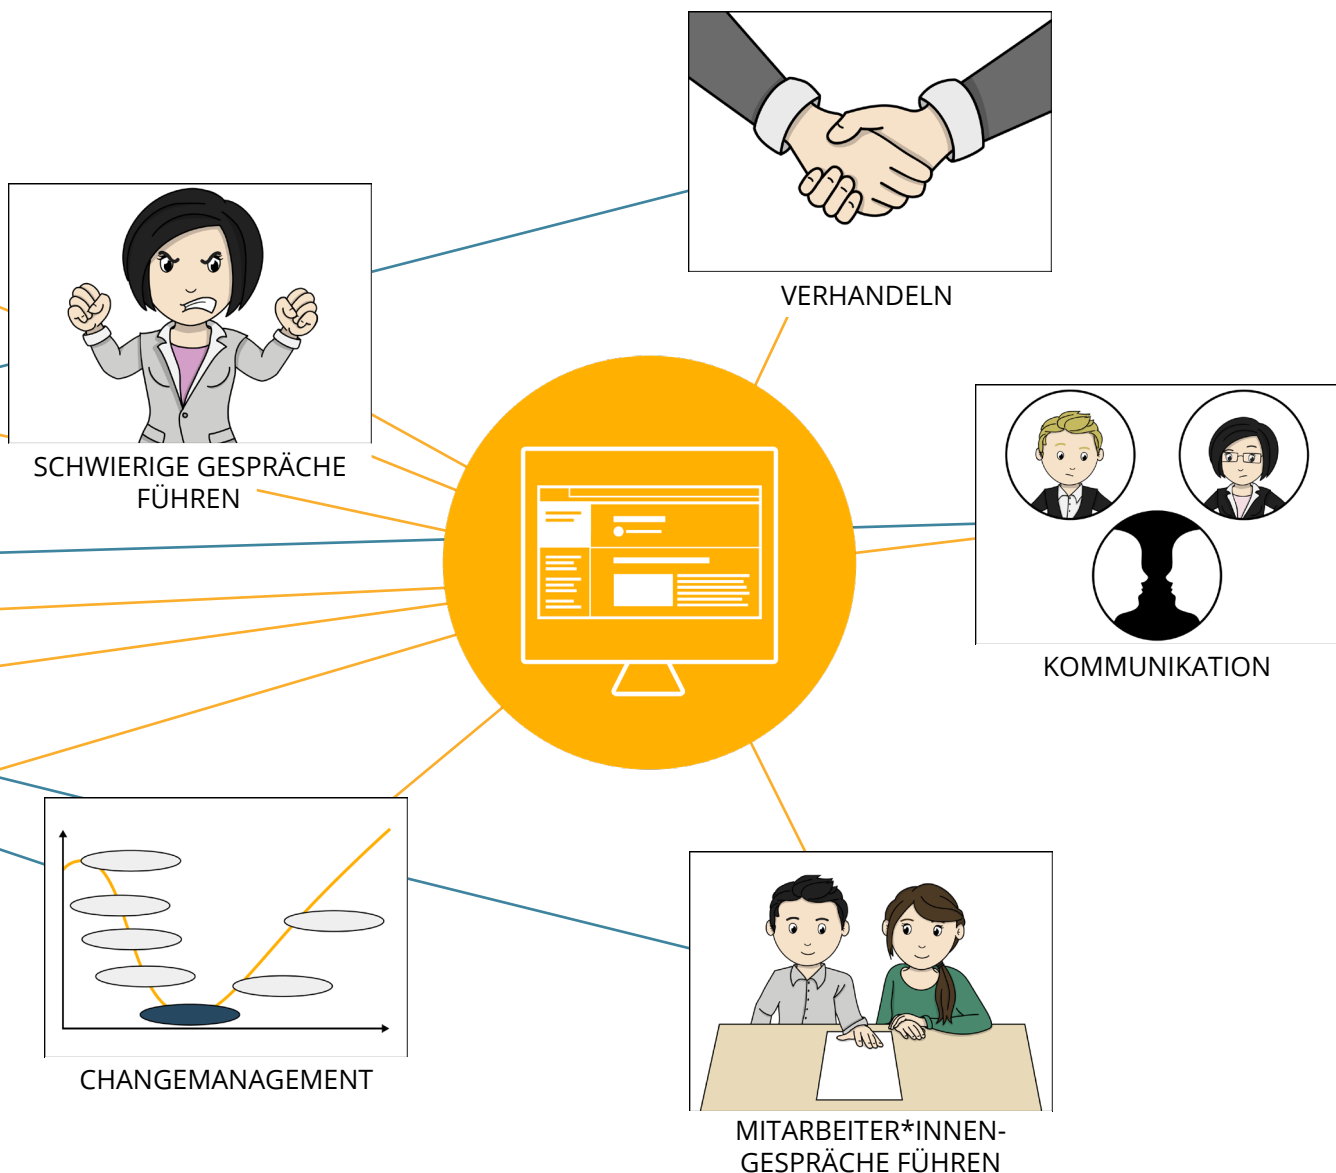 VERHANDELN
SCHWIERIGE GESPRÄCHE
FÜHREN
KOMMUNIKATION
CHANGEMANAGEMENT
MITARBEITER*INNEN-
GESPRÄCHE FÜHREN